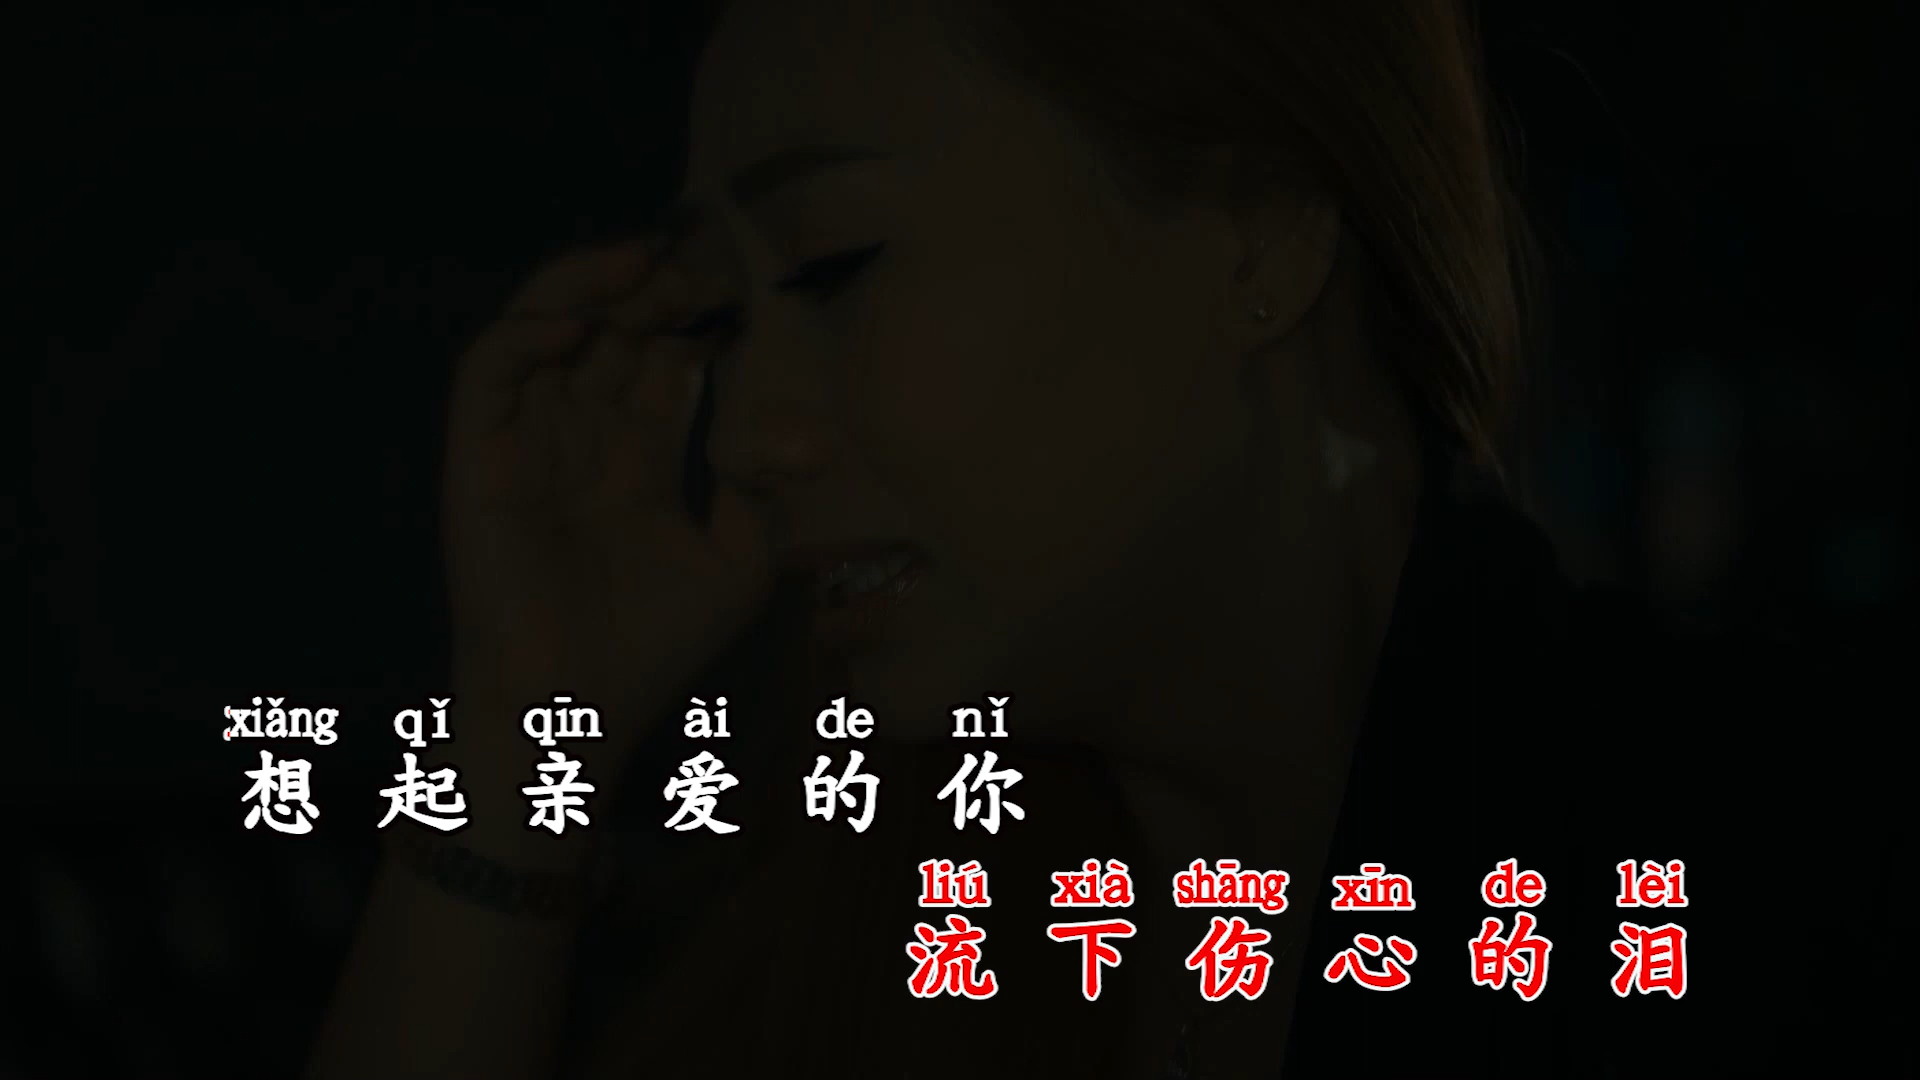 xiǎng qǐ qīn ài de nǐ
想起亲爱的你
liú xià shāng xīn de lèi
流下伤心的泪